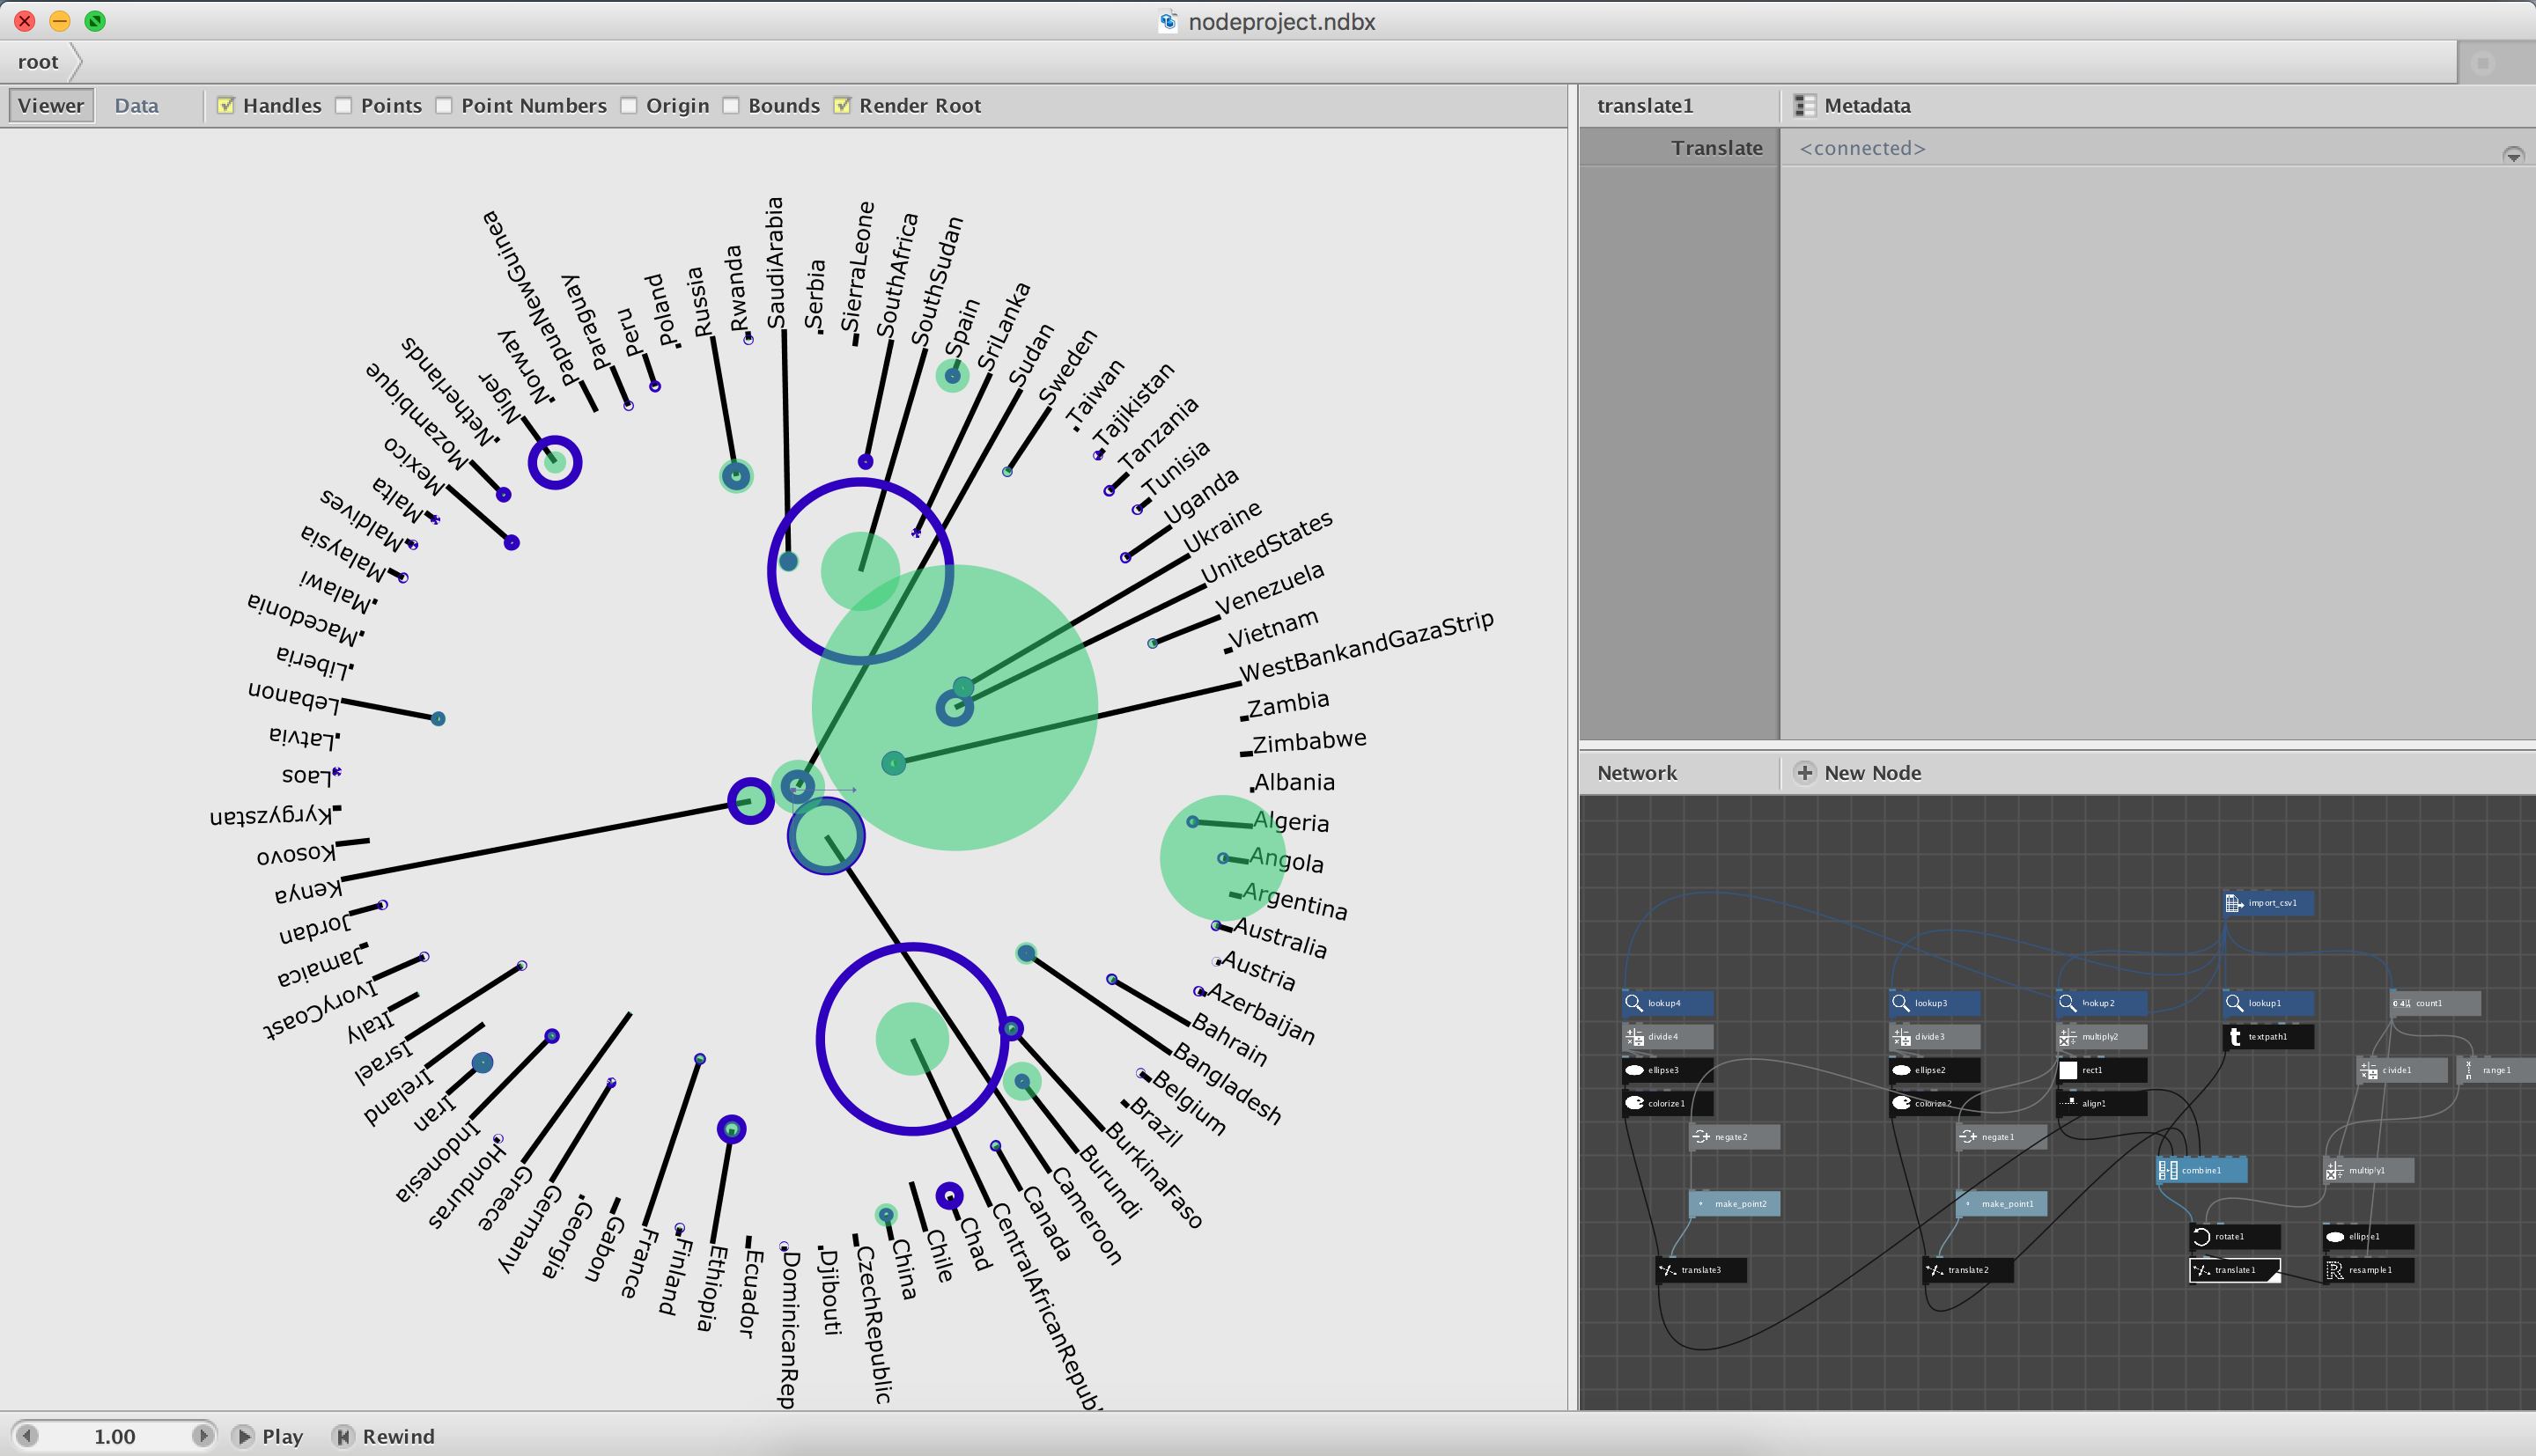 nodeproject.ndbx
root
Viewer Data Handles Points Point Numbers Origin Bounds Render Root
translate1 Metadata
Translate <connected>
PapuaNewGuinea
Paraguay
Peru
Poland
Russia
Rwanda
SaudiArabia
Serbia
SierraLeone
SouthAfrica
SouthSudan
Spain
SriLanka
Sudan
Sweden
Taiwan
Tajikistan
Tanzania
Tunisia
Uganda
Ukraine
UnitedStates
Venezuela
Vietnam
WestBankandGazaStrip
Zambia
Zimbabwe
Albania
Algeria
Angola
Argentina
Australia
Austria
Azerbaijan
Bahrain
Bangladesh
Belgium
Brazil
BurkinaFaso
Burundi
Cameroon
Canada
CentralAfricanRepubl
Chad
Chile
China
CzechRepublic
Djibouti
DominicanRep
Ecuador
Ethiopia
Finland
France
Gabon
Georgia
Germany
Greece
Honduras
Indonesia
Iran
Ireland
Israel
Italy
IvoryCoast
Jamaica
Jordan
Kenya
Kosovo
Kyrgyzstan
Laos
Latvia
Lebanon
Liberia
Macedonia
Malawi
Malaysia
Maldives
Malta
Mexico
Mozambique
Netherlands
Niger
Norway
Network New Node
import_csv1
lookup4 lookup3 lookup2 lookup1 count1
divide4 divide3 multiply2 textpath1
ellipse3 ellipse2 rect1 divide1 range1
colorize1 colorize2 align1
negate2 negate1
combine1 multiply1
make_point2 make_point1
rotate1 ellipse1
translate3 translate2 translate1 resample1
1.00 Play Rewind